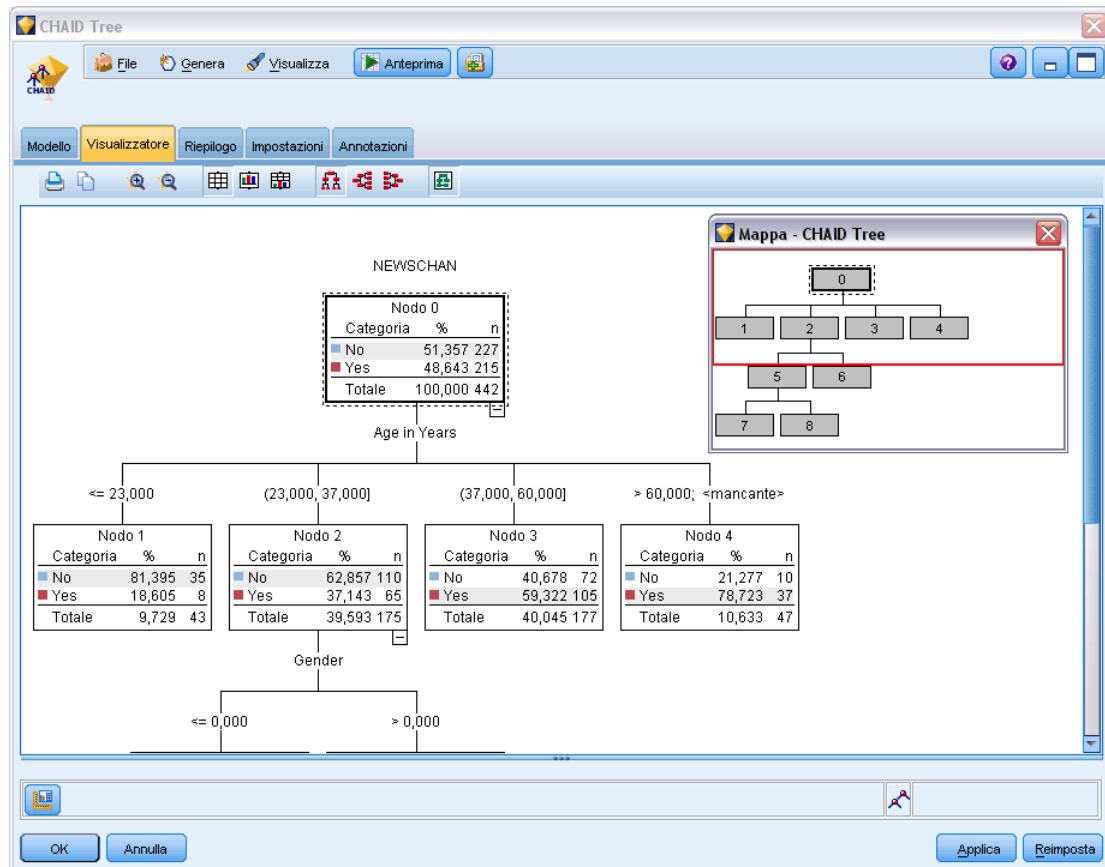 CHAID Tree
CHAID
File Genera Visualizza Anteprima
Modello Visualizzatore Riepilogo Impostazioni Annotazioni
Mappa - CHAID Tree
0
1 2 3 4
5 6
7 8
NEWSCHAN
Nodo 0
Categoria % n
No 51,357 227
Yes 48,643 215
Totale 100,000 442
Age in Years
<= 23,000 (23,000, 37,000] (37,000, 60,000] > 60,000; <mancante>
Nodo 1
Categoria % n
No 81,395 35
Yes 18,605 8
Totale 9,729 43
Nodo 2
Categoria % n
No 62,857 110
Yes 37,143 65
Totale 39,593 175
Nodo 3
Categoria % n
No 40,678 72
Yes 59,322 105
Totale 40,045 177
Nodo 4
Categoria % n
No 21,277 10
Yes 78,723 37
Totale 10,633 47
Gender
<= 0,000 > 0,000
OK Annulla Applica Reimposta